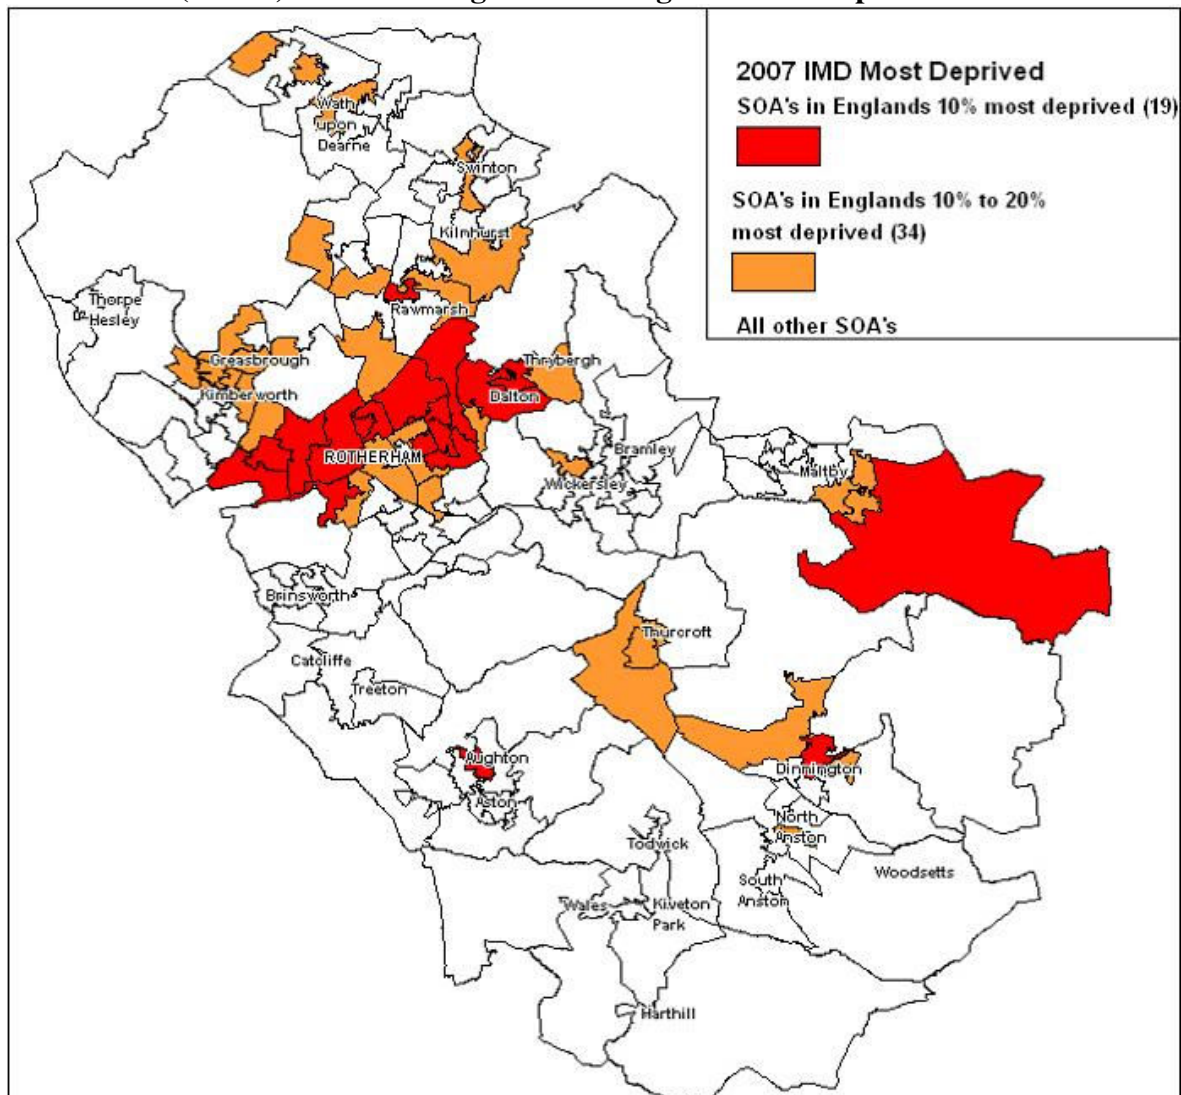 2007 IMD Most Deprived
SOA's in Englands 10% most deprived (19)
SOA's in Englands 10% to 20%
most deprived (34)
All other SOA's
Wath
upon
Dearne
Swinton
Kilnhurst
Thorpe
Hesley
Rawmarsh
Greasbrough
Thrybergh
Kimberworth
Dalton
ROTHERHAM
Bramley
Wickersley
Maltby
Brinsworth
Thurcroft
Catcliffe
Treeton
Aughton
Dinnington
Aston
North
Anston
Todwick
Woodsetts
South
Anston
Wales
Kiveton
Park
Harthill